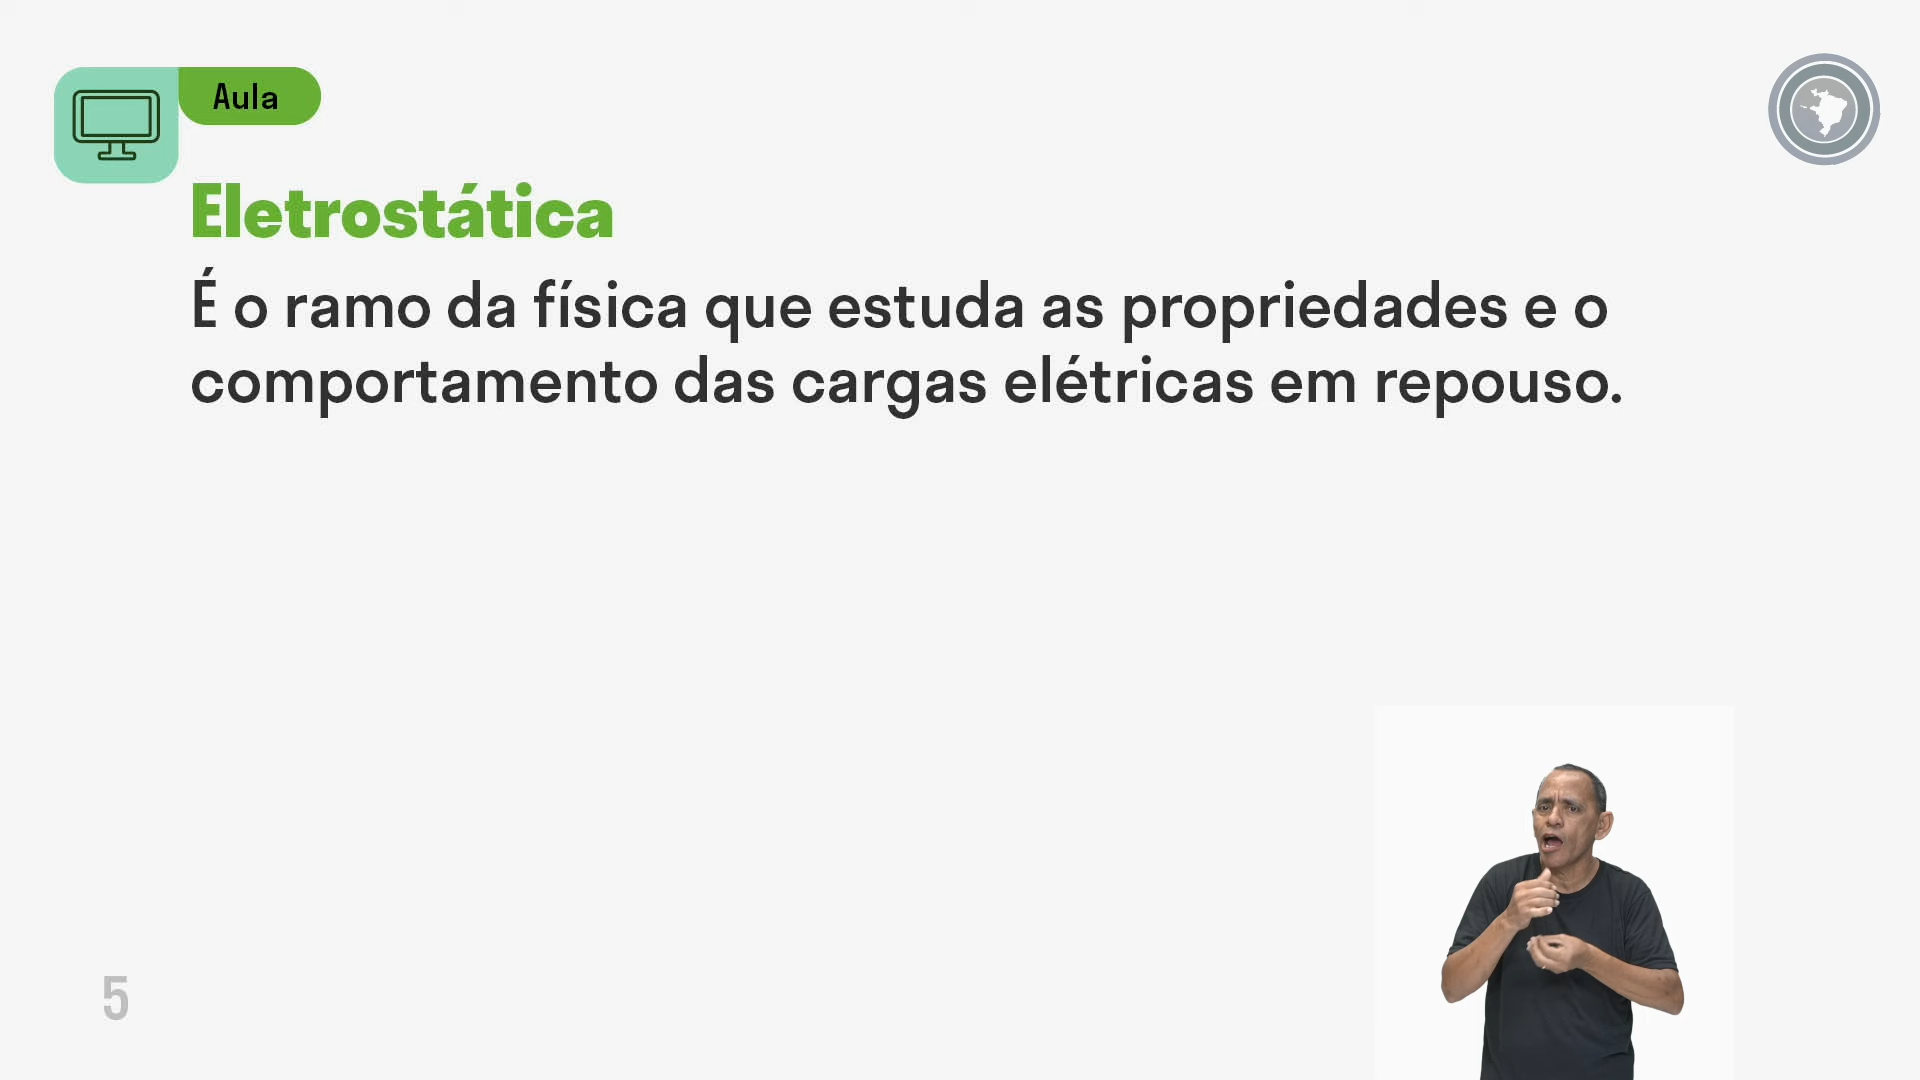 Aula
Eletrostática
É o ramo da física que estuda as propriedades e o
comportamento das cargas elétricas em repouso.
5